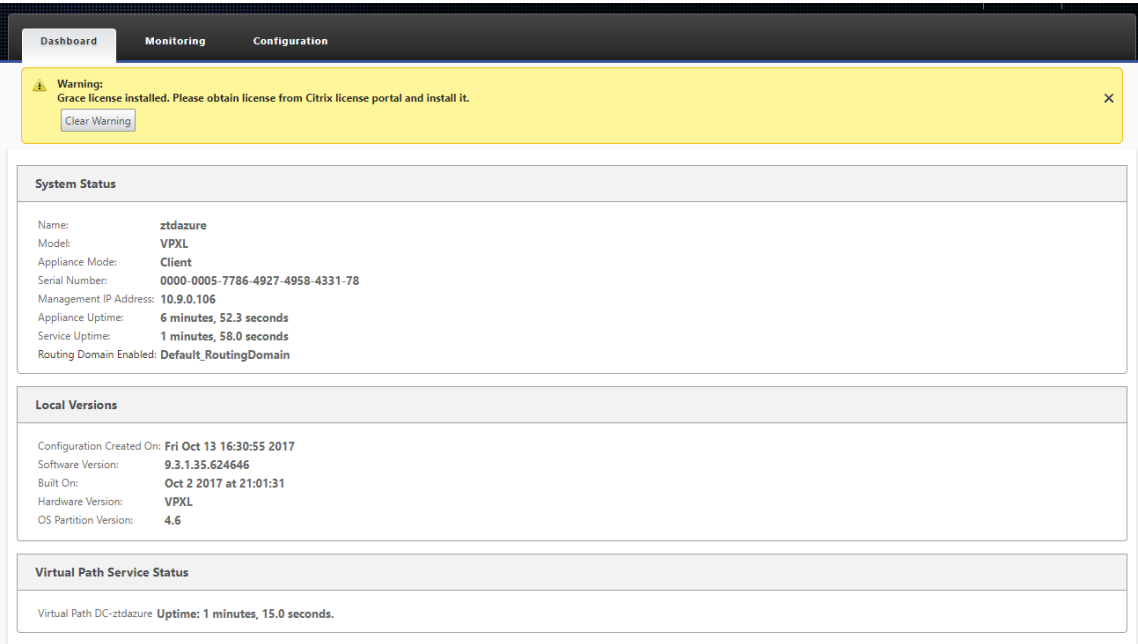 Dashboard Monitoring Configuration
Warning:
Grace license installed. Please obtain license from Citrix license portal and install it.
Clear Warning
System Status
Name: ztdazure
Model: VPXL
Appliance Mode: Client
Serial Number: 0000-0005-7786-4927-4958-4331-78
Management IP Address: 10.9.0.106
Appliance Uptime: 6 minutes, 52.3 seconds
Service Uptime: 1 minutes, 58.0 seconds
Routing Domain Enabled: Default_RoutingDomain
Local Versions
Configuration Created On: Fri Oct 13 16:30:55 2017
Software Version: 9.3.1.35.624646
Built On: Oct 2 2017 at 21:01:31
Hardware Version: VPXL
OS Partition Version: 4.6
Virtual Path Service Status
Virtual Path DC-ztdazure Uptime: 1 minutes, 15.0 seconds.